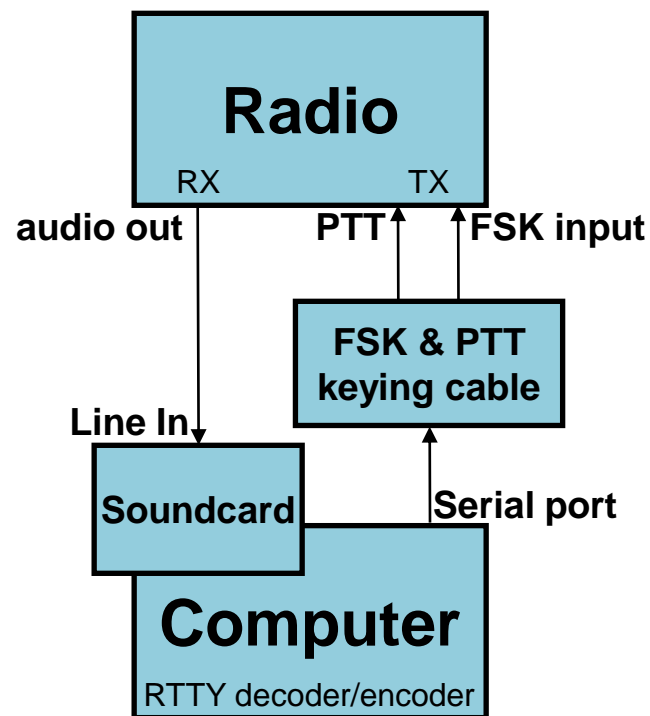 Radio
RX TX
audio out PTT FSK input
FSK & PTT
keying cable
Line In
Soundcard
Serial port
Computer
RTTY decoder/encoder